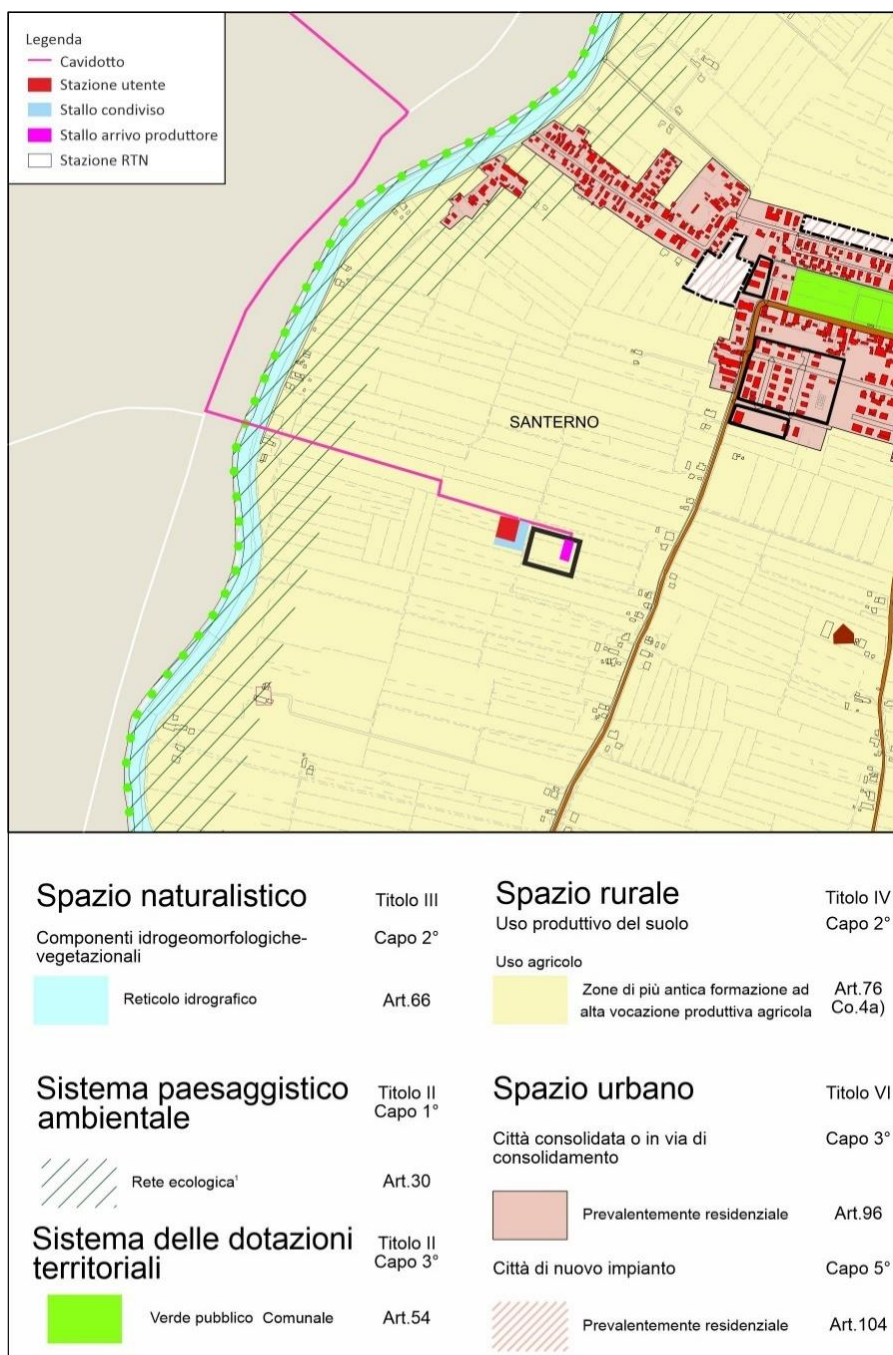 Legenda
Cavidotto
Stazione utente
Stallo condiviso
Stallo arrivo produttore
Stazione RTN
SANTERNO
Spazio naturalistico Titolo III
Componenti idrogeomorfologiche- Capo 2°
vegetazionali
Reticolo idrografico Art.66
Sistema paesaggistico Titolo II
ambientale Capo 1°
Rete ecologica¹ Art.30
Sistema delle dotazioni Titolo II
territoriali Capo 3°
Verde pubblico Comunale Art.54
Spazio rurale Titolo IV
Uso produttivo del suolo Capo 2°
Uso agricolo
Zone di più antica formazione ad Art.76
alta vocazione produttiva agricola Co.4a)
Spazio urbano Titolo VI
Città consolidata o in via di Capo 3°
consolidamento
Prevalentemente residenziale Art.96
Città di nuovo impianto Capo 5°
Prevalentemente residenziale Art.104